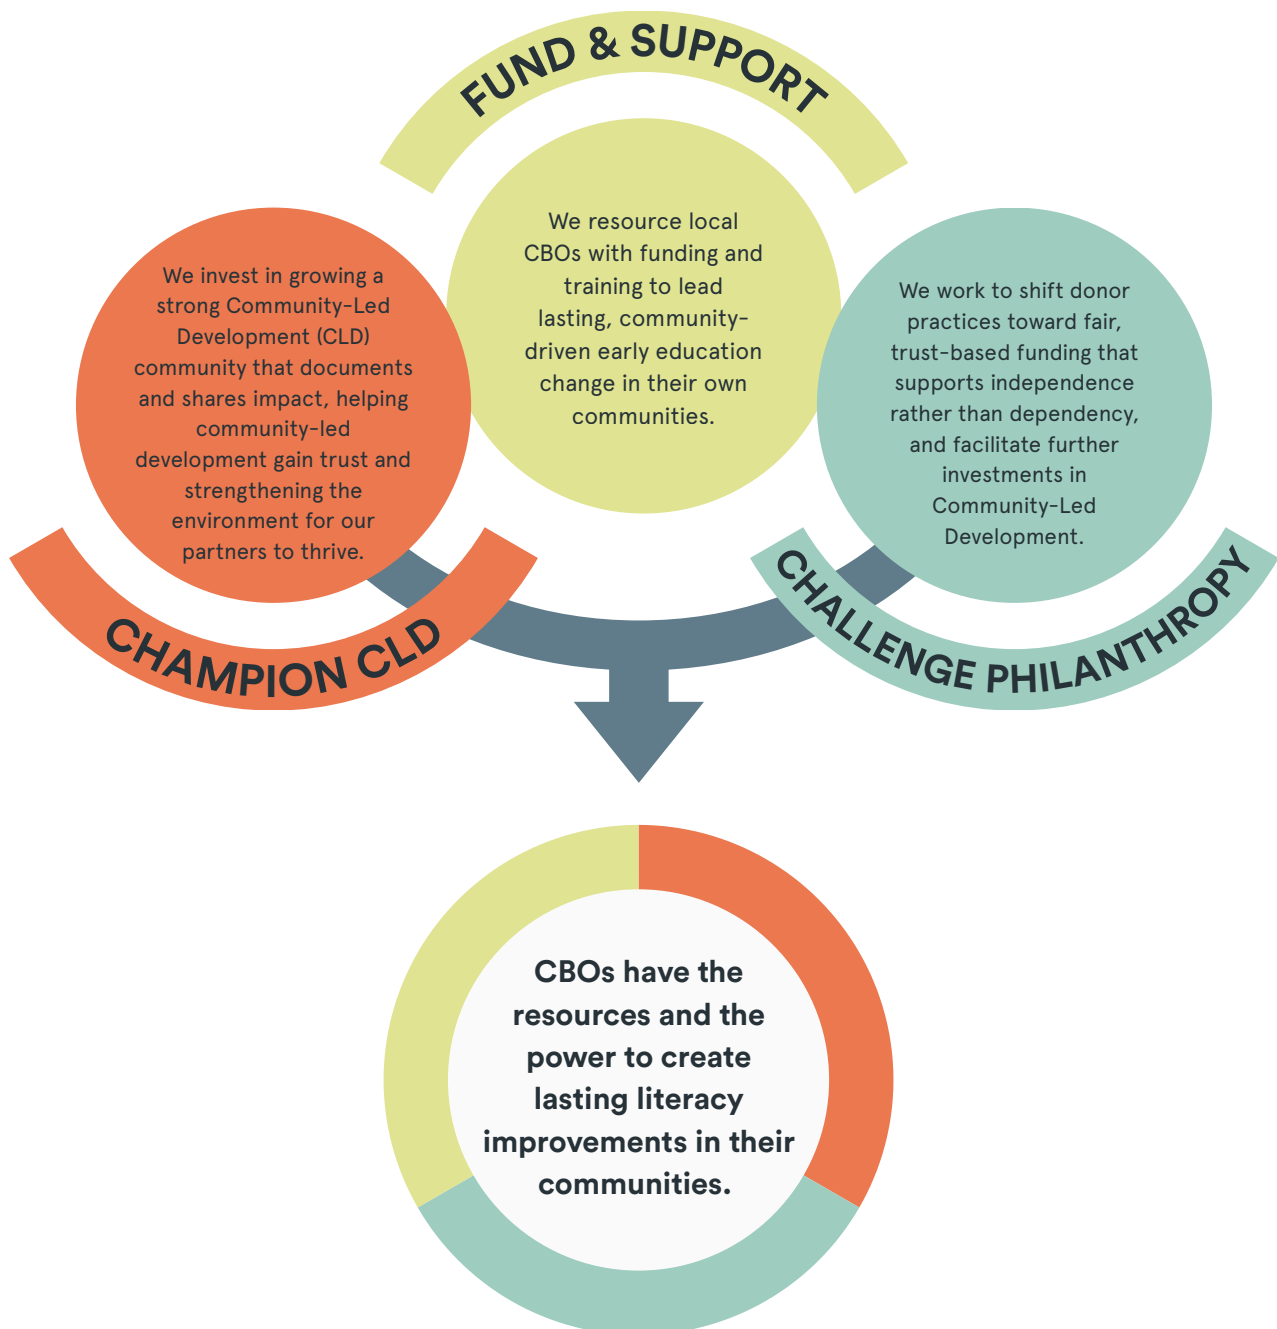 FUND & SUPPORT
We resource local
CBOs with funding and
training to lead
lasting, community-
driven early education
change in their own
communities.
We invest in growing a
strong Community-Led
Development (CLD)
community that documents
and shares impact, helping
community-led
development gain trust and
strengthening the
environment for our
partners to thrive.
CHAMPION CLD
We work to shift donor
practices toward fair,
trust-based funding that
supports independence
rather than dependency,
and facilitate further
investments in
Community-Led
Development.
CHALLENGE PHILANTHROPY
CBOs have the
resources and the
power to create
lasting literacy
improvements in their
communities.